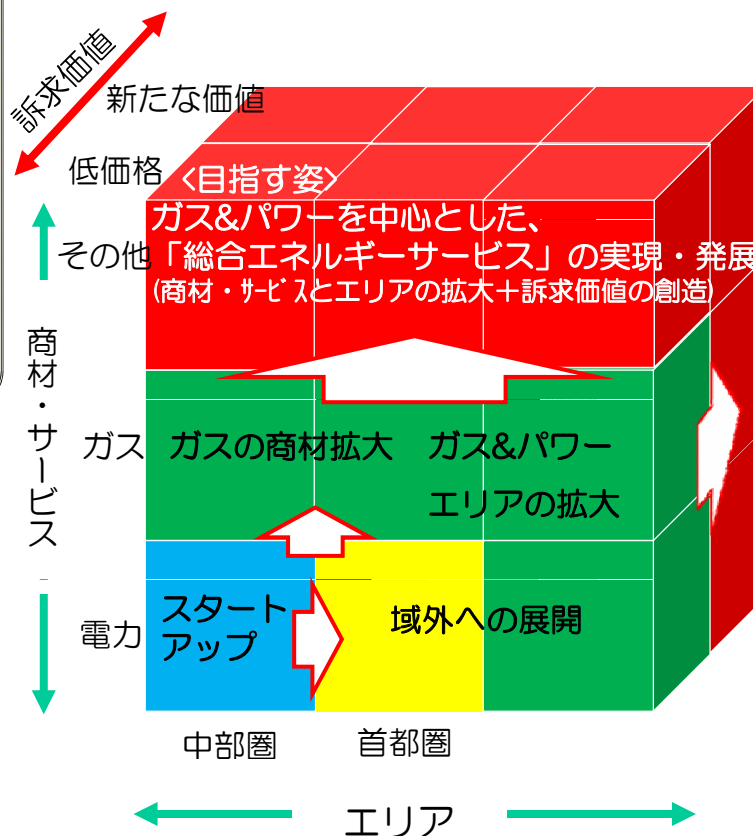 訴求価値
新たな価値
低価格
<目指す姿>
ガス&パワーを中心とした、
その他
「総合エネルギーサービス」の実現・発展
(商材・ｻｰﾋﾞｽとエリアの拡大＋訴求価値の創造)
商材・サービス
ガス
ガスの商材拡大
ガス&パワー
エリアの拡大
電力
スタート
アップ
域外への展開
中部圏
首都圏
エリア